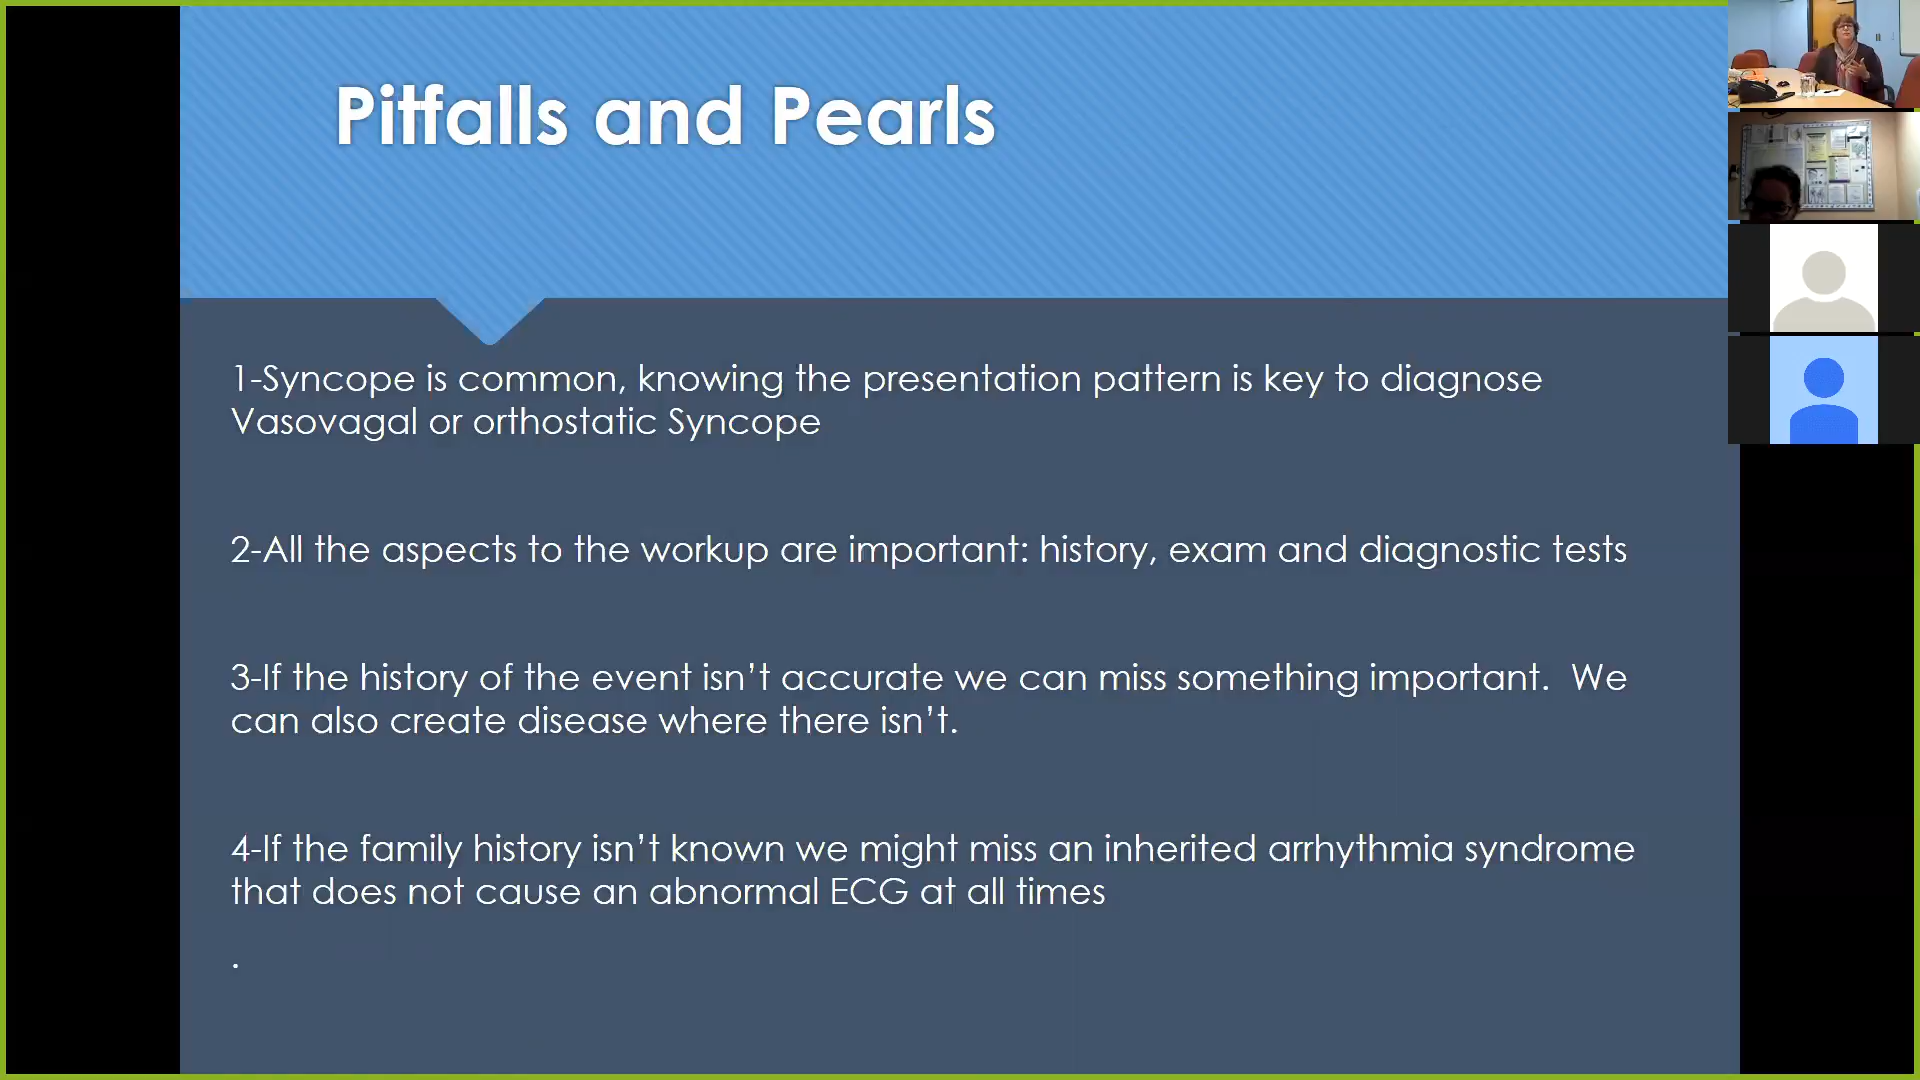 Pitfalls and Pearls
1-Syncope is common, knowing the presentation pattern is key to diagnose
Vasovagal or orthostatic Syncope
2-All the aspects to the workup are important: history, exam and diagnostic tests
3-If the history of the event isn’t accurate we can miss something important.  We
can also create disease where there isn’t.
4-If the family history isn’t known we might miss an inherited arrhythmia syndrome
that does not cause an abnormal ECG at all times
.